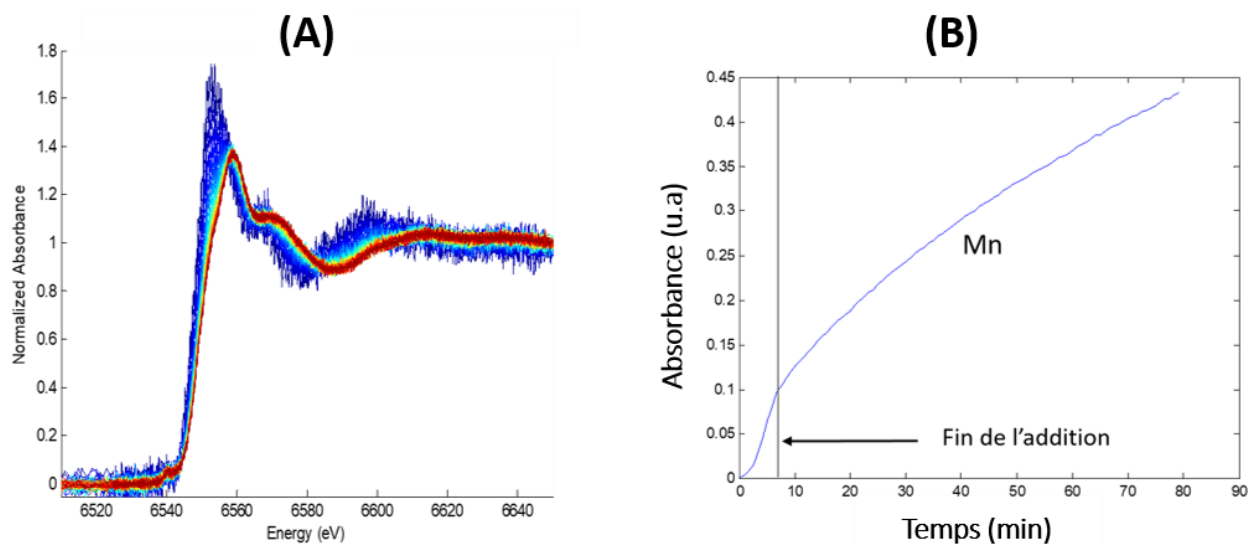 (A)
1.8
1.6
1.4
1.2
1
0.8
0.6
0.4
0.2
0
Normalized Absorbance
6520 6540 6560 6580 6600 6620 6640
Energy (eV)
(B)
0.45
0.4
0.35
0.3
0.25
0.2
0.15
0.1
0.05
0
Absorbance (u.a)
Mn
Fin de l'addition
0 10 20 30 40 50 60 70 80 90
Temps (min)